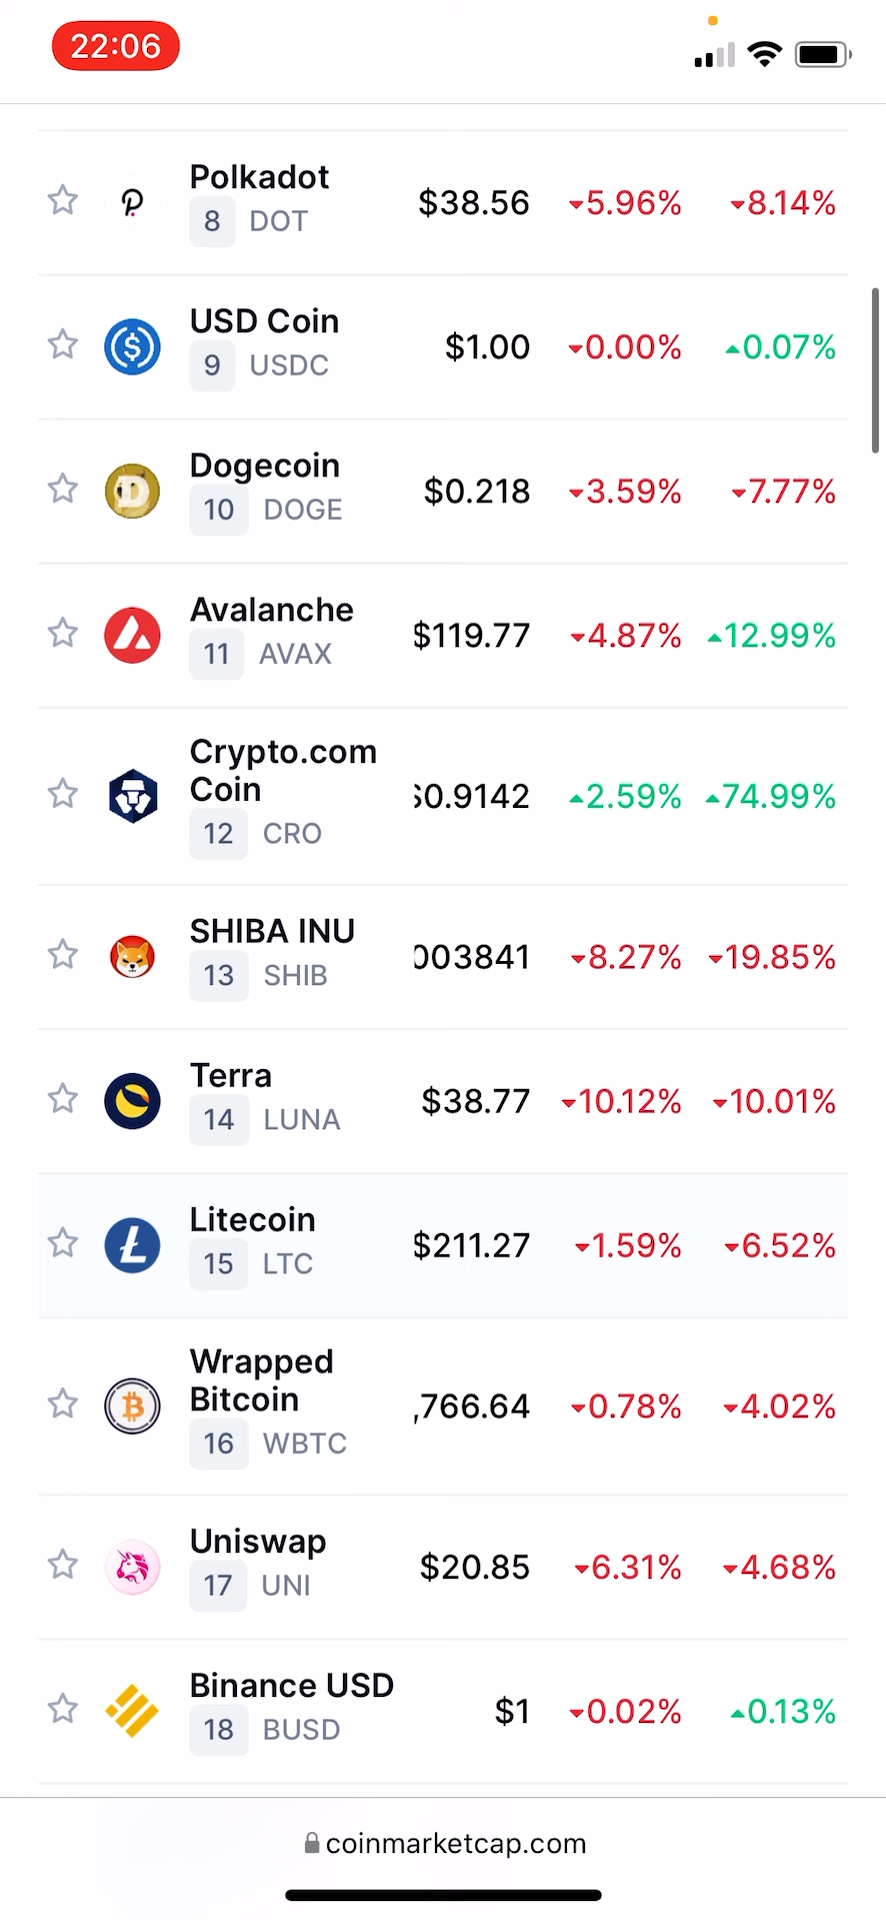 22:06
Polkadot
8 DOT $38.56 5.96% 8.14%
USD Coin
9 USDC $1.00 0.00% 0.07%
Dogecoin
10 DOGE $0.218 3.59% 7.77%
Avalanche
11 AVAX $119.77 4.87% 12.99%
Crypto.com
Coin
12 CRO $0.9142 2.59% 74.99%
SHIBA INU
13 SHIB 003841 8.27% 19.85%
Terra
14 LUNA $38.77 10.12% 10.01%
Litecoin
15 LTC $211.27 1.59% 6.52%
Wrapped
Bitcoin
16 WBTC ,766.64 0.78% 4.02%
Uniswap
17 UNI $20.85 6.31% 4.68%
Binance USD
18 BUSD $1 0.02% 0.13%
coinmarketcap.com